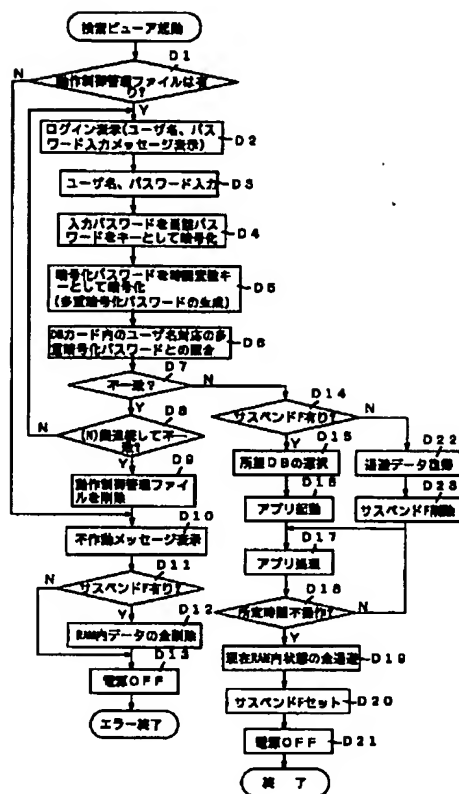 検索ビューア起動
D1
N
動作制御管理ファイルは有
り?
Y
ログイン表示(ユーザ名、パス
ワード入力メッセージ表示)
D2
ユーザ名、パスワード入力
D3
入力パスワードを当該パス
ワードをキーとして暗号化
D4
暗号化パスワードを時間変数キ
ーとして暗号化
(多重暗号化パスワードの生成)
D5
DBカード内のユーザ名対応の多
重暗号化パスワードとの照合
D6
D7
不一致?
N
Y
D8
N
(N)回連続して不一
致?
Y
D9
動作制御管理ファイ
ルを削除
D10
不作動メッセージ表示
D11
N
サスペンドF有り?
Y
D12
RAM内データの全削除
D13
電源OFF
エラー終了
D14
サスペンドF有り?
N
Y
D15
所望DBの選択
D16
アプリ起動
D22
退避データ復帰
D23
サスペンドF削除
D17
アプリ処理
D18
所定時間不操作?
N
Y
現在RAM内状態の全退避
D19
サスペンドFセット
D20
電源OFF
D21
終 了